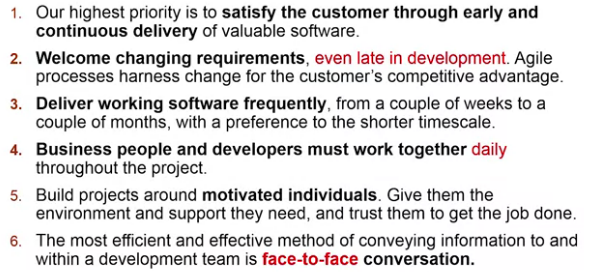 1. Our highest priority is to satisfy the customer through early and
continuous delivery of valuable software.
2. Welcome changing requirements, even late in development. Agile
processes harness change for the customer's competitive advantage.
3. Deliver working software frequently, from a couple of weeks to a
couple of months, with a preference to the shorter timescale.
4. Business people and developers must work together daily
throughout the project.
5. Build projects around motivated individuals. Give them the
environment and support they need, and trust them to get the job done.
6. The most efficient and effective method of conveying information to and
within a development team is face-to-face conversation.